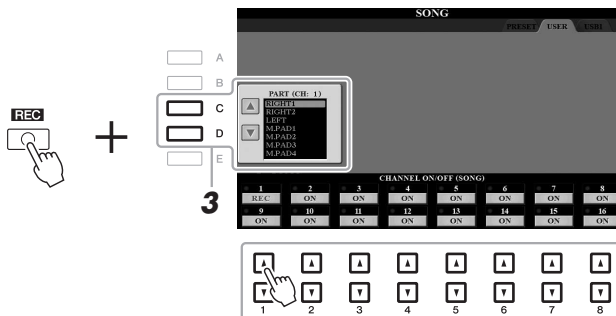 SONG
PRESET USER USB1
A
B
C
D
E
REC
+
3
PART (CH: 1)
RIGHT1
RIGHT2
LEFT
M.PAD1
M.PAD2
M.PAD3
M.PAD4
CHANNEL ON/OFF (SONG)
1 2 3 4 5 6 7 8
REC ON ON ON ON ON ON ON
9 10 11 12 13 14 15 16
ON ON ON ON ON ON ON ON
1 2 3 4 5 6 7 8